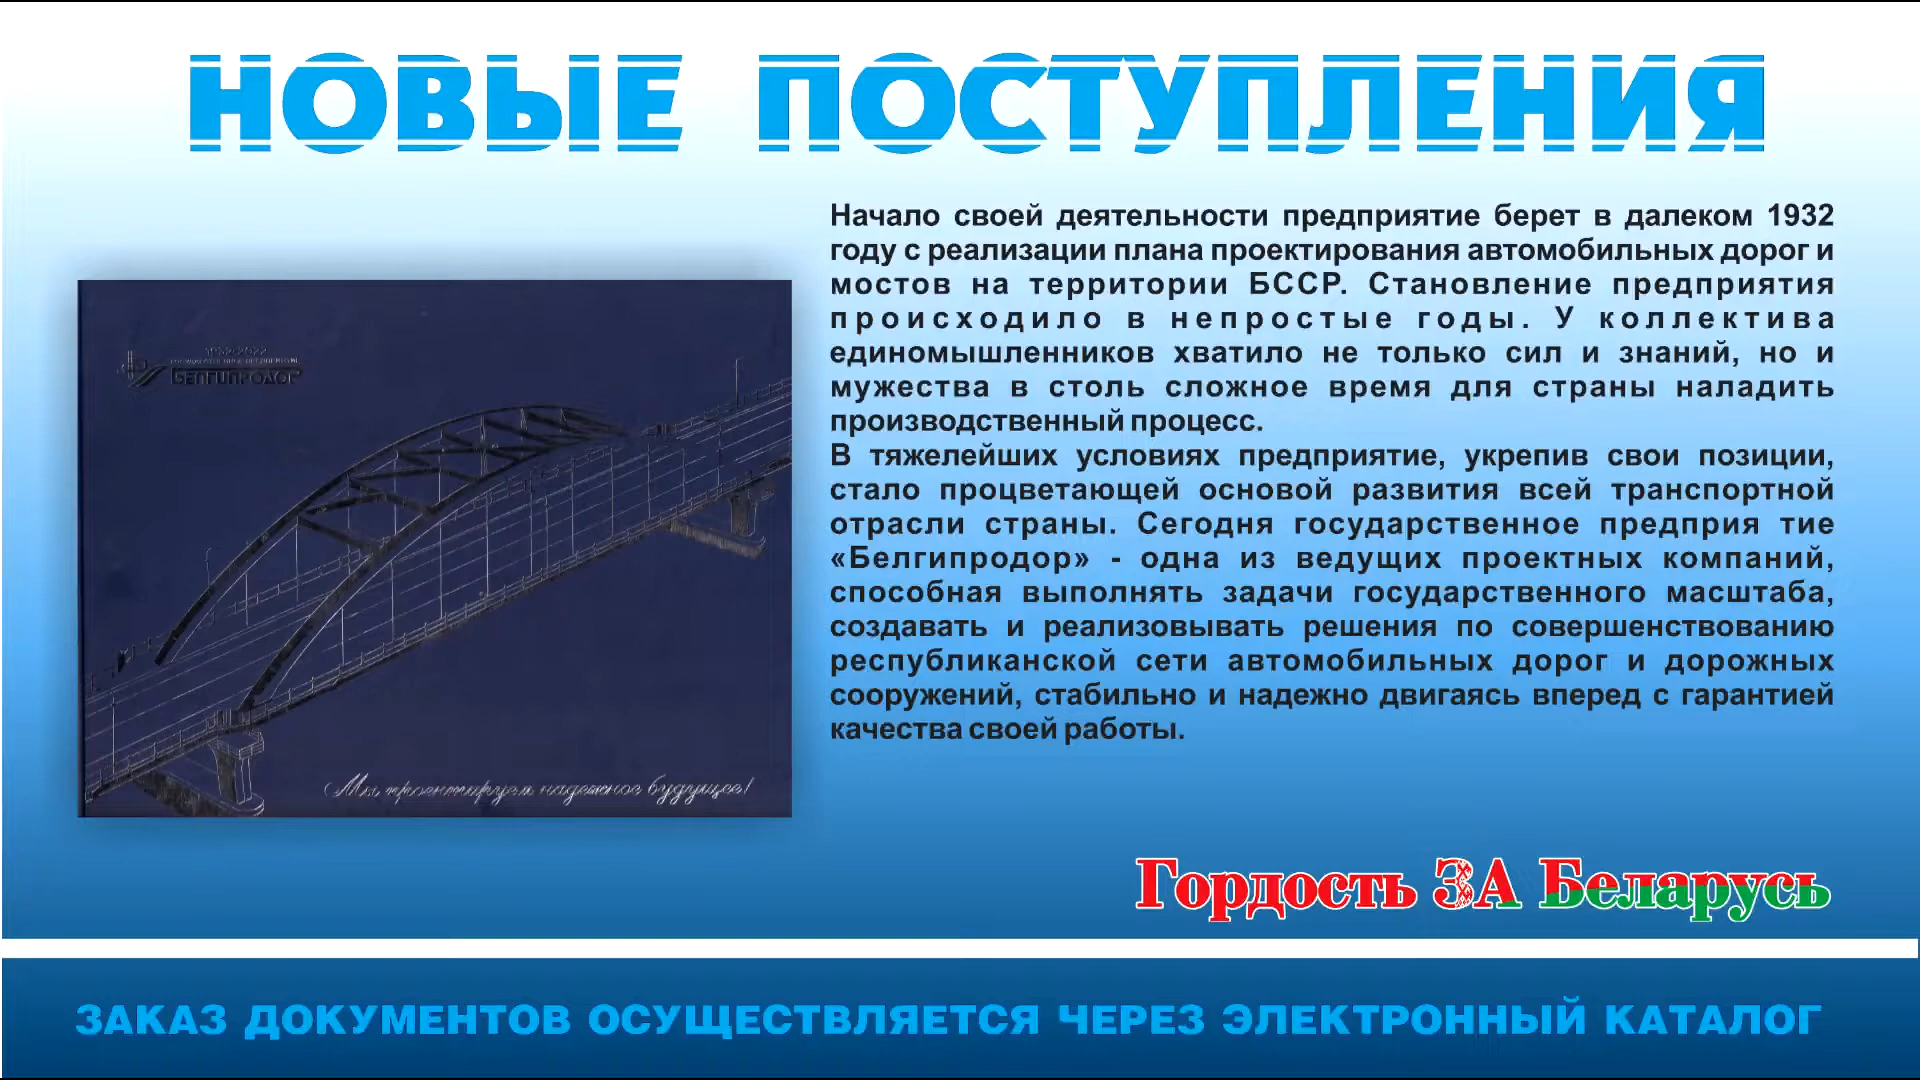 НОВЫЕ ПОСТУПЛЕНИЯ
Начало своей деятельности предприятие берет в далеком 1932
году с реализации плана проектирования автомобильных дорог и
мостов на территории БССР. Становление предприятия
происходило в непростые годы. У коллектива
единомышленников хватило не только сил и знаний, но и
мужества в столь сложное время для страны наладить
производственный процесс.
В тяжелейших условиях предприятие, укрепив свои позиции,
стало процветающей основой развития всей транспортной
отрасли страны. Сегодня государственное предприя тие
«Белгипродор» - одна из ведущих проектных компаний,
способная выполнять задачи государственного масштаба,
создавать и реализовывать решения по совершенствованию
республиканской сети автомобильных дорог и дорожных
сооружений, стабильно и надежно двигаясь вперед с гарантией
качества своей работы.
1932-2022
ГОСУДАРСТВЕННОЕ ПРЕДПРИЯТИЕ
БЕЛГИПРОДОР
Мы проектируем надежное будущее!
Гордость ЗА Беларусь
ЗАКАЗ ДОКУМЕНТОВ ОСУЩЕСТВЛЯЕТСЯ ЧЕРЕЗ ЭЛЕКТРОННЫЙ КАТАЛОГ